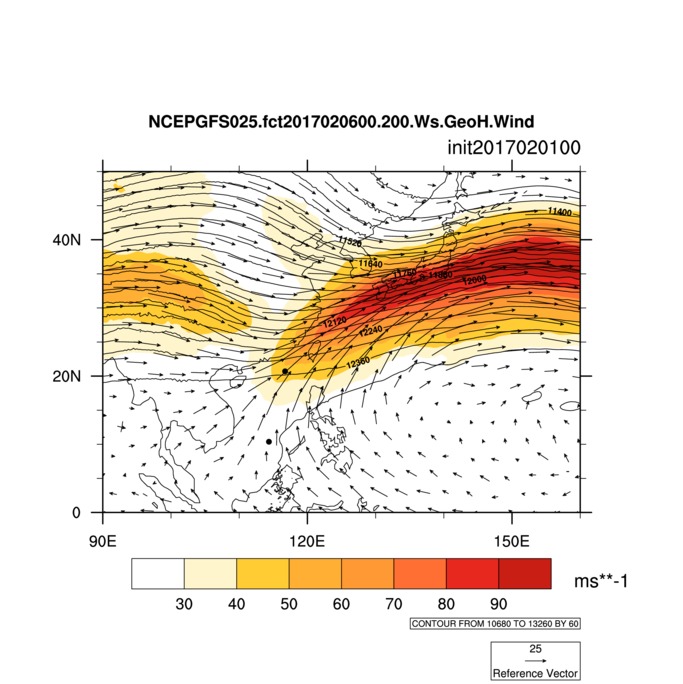 NCEPGFS025.fct2017020600.200.Ws.GeoH.Wind
init2017020100
11400
11520
11640
11760
11880
12000
12120
12240
12360
40N
20N
0
90E 120E 150E
30 40 50 60 70 80 90
ms**-1
CONTOUR FROM 10680 TO 13260 BY 60
25
Reference Vector